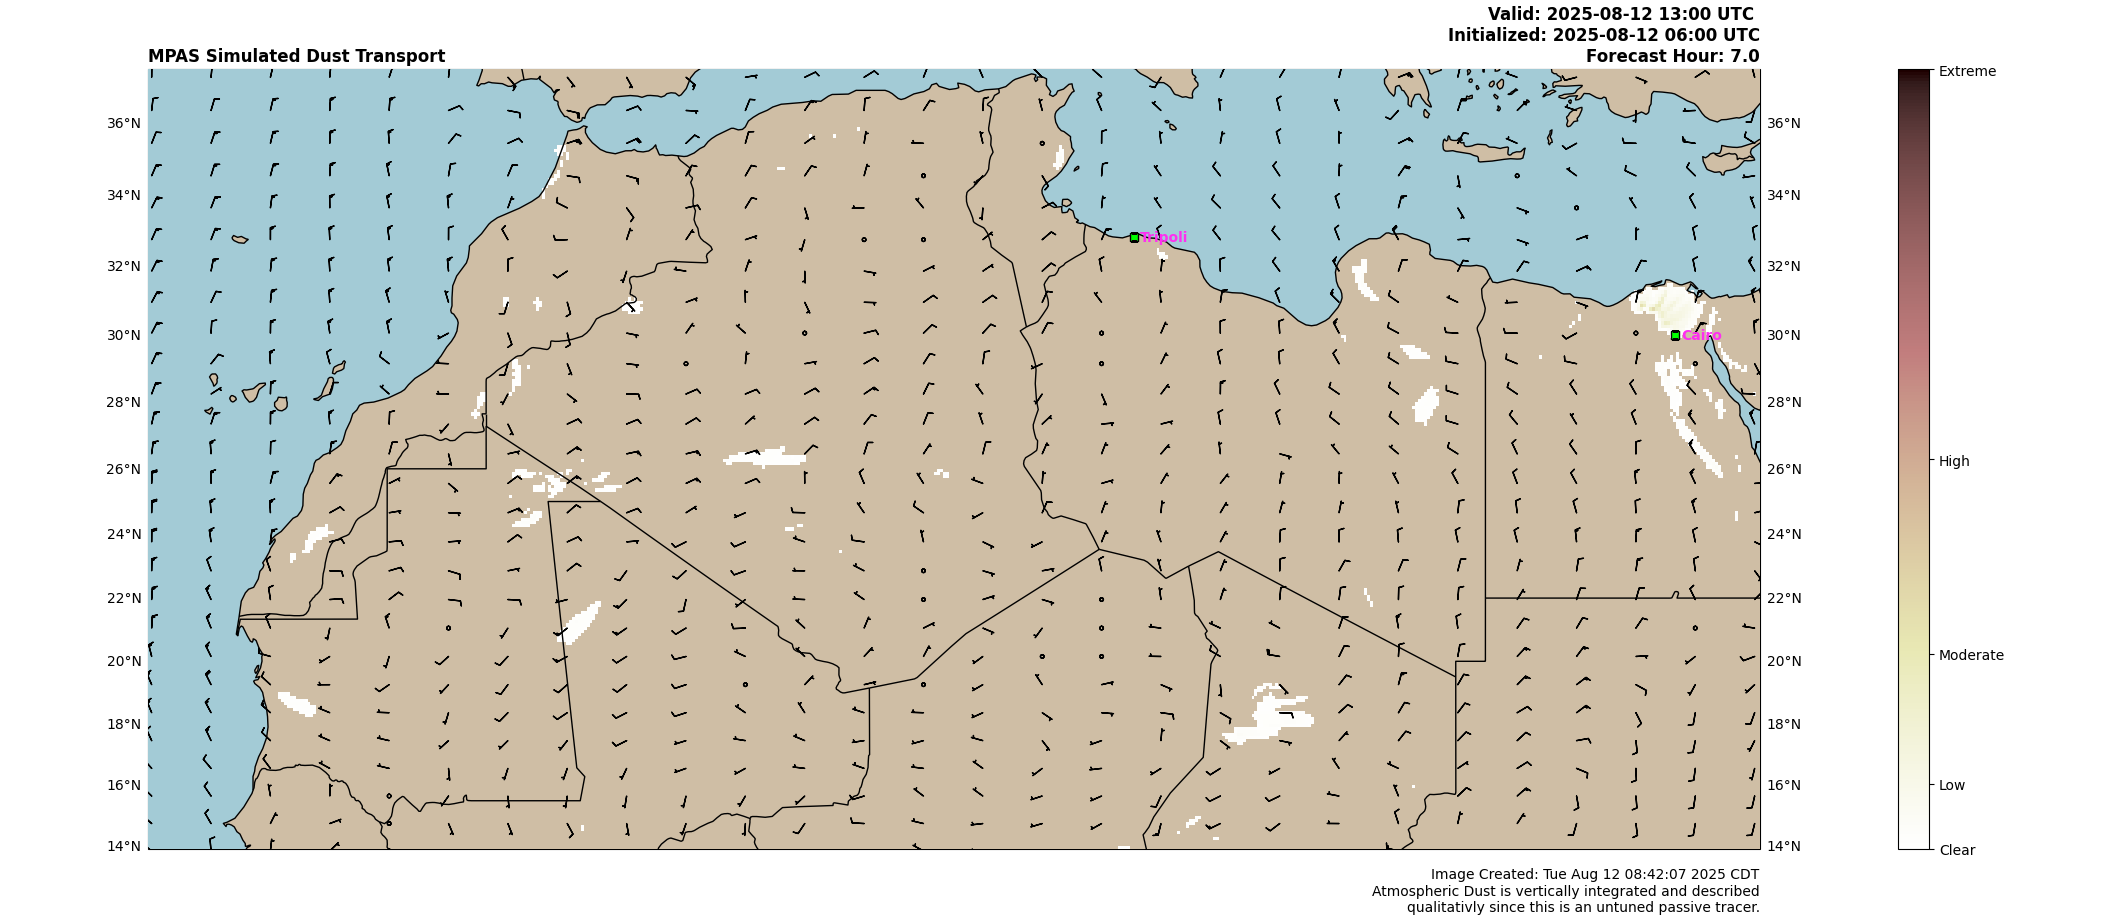 Valid: 2025-08-12 13:00 UTC
Initialized: 2025-08-12 06:00 UTC
MPAS Simulated Dust Transport
Forecast Hour: 7.0
Extreme
36°N
36°N
34°N
34°N
Tripoli
32°N
32°N
30°N
Cairo
30°N
28°N
28°N
High
26°N
26°N
24°N
24°N
22°N
22°N
Moderate
20°N
20°N
18°N
18°N
Low
16°N
16°N
14°N
14°N
Clear
Image Created: Tue Aug 12 08:42:07 2025 CDT
Atmospheric Dust is vertically integrated and described
qualitativly since this is an untuned passive tracer.